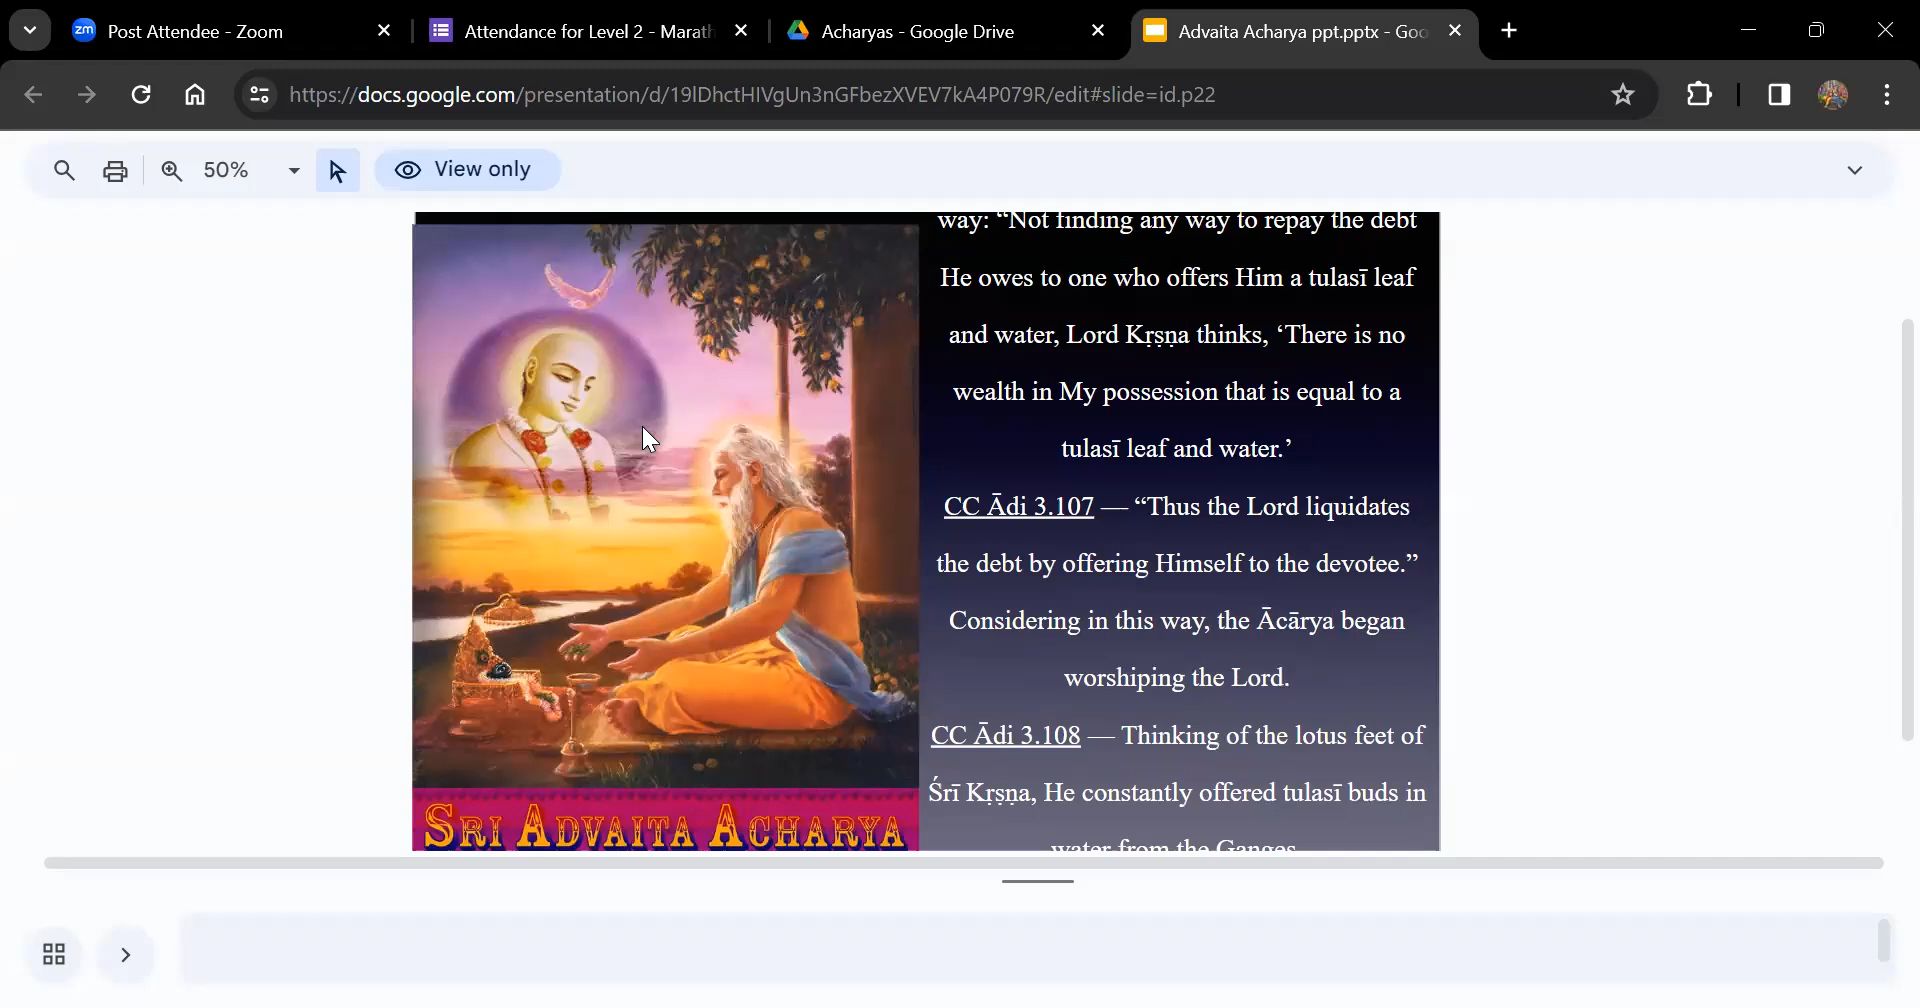 Post Attendee - Zoom
Attendance for Level 2 - Marath
Acharyas - Google Drive
Advaita Acharya ppt.pptx - Goo
https://docs.google.com/presentation/d/19lDhctHlVgUn3nGFbezXVEV7kA4P079R/edit#slide=id.p22
50%
View only
way: “Not finding any way to repay the debt
He owes to one who offers Him a tulasī leaf
and water, Lord Kṛṣṇa thinks, ‘There is no
wealth in My possession that is equal to a
tulasī leaf and water.’
CC Ādi 3.107 — “Thus the Lord liquidates
the debt by offering Himself to the devotee.”
Considering in this way, the Ācārya began
worshiping the Lord.
CC Ādi 3.108 — Thinking of the lotus feet of
Śrī Kṛṣṇa, He constantly offered tulasī buds in
water from the Ganges
SRI ADVAITA ACHARYA